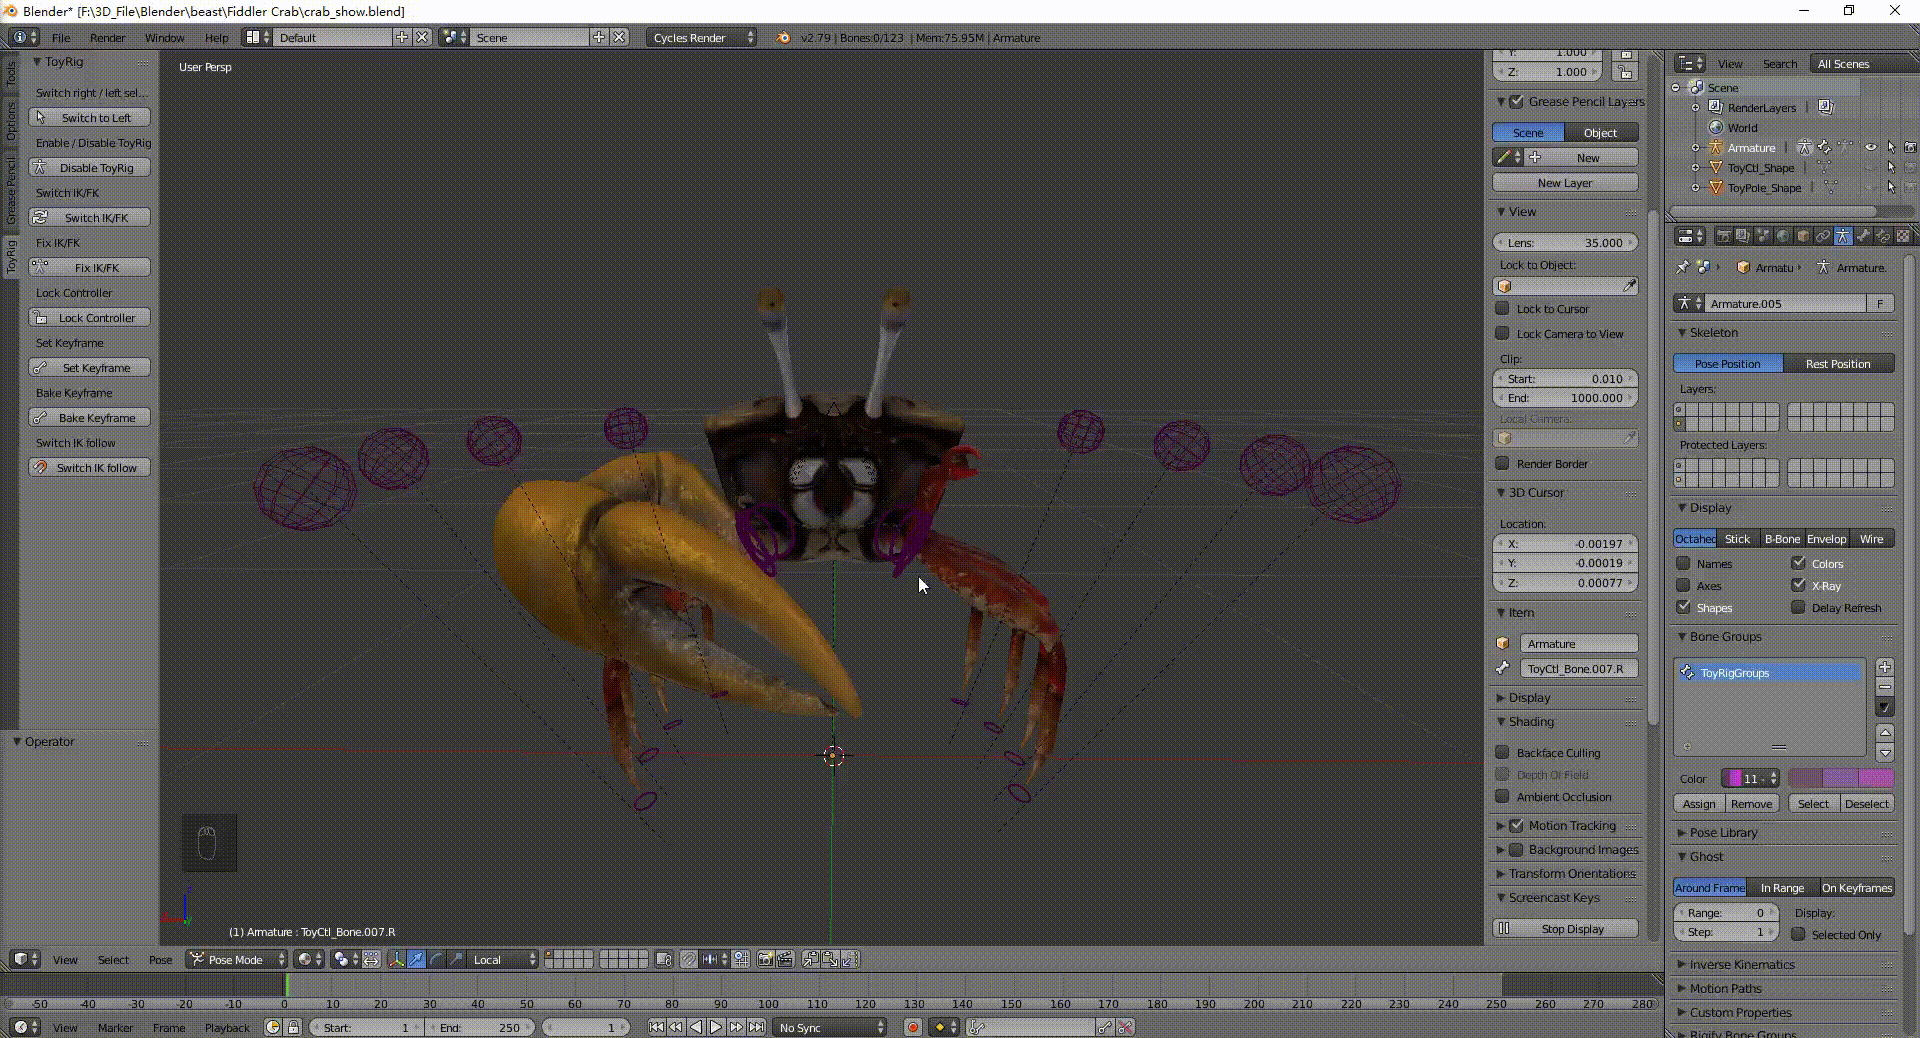 Blender* [F:\3D_File\Blender\beast\Fiddler Crab\crab_show.blend]
File Render Window Help Default Scene Cycles Render v2.79 | Bones:0/123 | Mem:75.95M | Armature
Tools
Options
Grease Pencil
ToyRig
ToyRig
Switch right / left sel...
Switch to Left
Enable / Disable ToyRig
Disable ToyRig
Switch IK/FK
Switch IK/FK
Fix IK/FK
Fix IK/FK
Lock Controller
Lock Controller
Set Keyframe
Set Keyframe
Bake Keyframe
Bake Keyframe
Switch IK follow
Switch IK follow
Operator
User Persp
(1) Armature : ToyCtl_Bone.007.R
Y: 1.000
Z: 1.000
Grease Pencil Layers
Scene Object
New
New Layer
View
Lens: 35.000
Lock to Object:
Lock to Cursor
Lock Camera to View
Clip:
Start: 0.010
End: 1000.000
Local Camera:
Render Border
3D Cursor
Location:
X: -0.00197
Y: -0.00019
Z: 0.00077
Item
Armature
ToyCtl_Bone.007.R
Display
Shading
Backface Culling
Depth Of Field
Ambient Occlusion
Motion Tracking
Background Images
Transform Orientations
Screencast Keys
Stop Display
View Search All Scenes
Scene
RenderLayers
World
Armature
ToyCtl_Shape
ToyPole_Shape
Armatu Armature.
Armature.005 F
Skeleton
Pose Position Rest Position
Layers:
Protected Layers:
Display
Octahed Stick B-Bone Envelop Wire
Names Colors
Axes X-Ray
Shapes Delay Refresh
Bone Groups
ToyRigGroups
Color 11
Assign Remove Select Deselect
Pose Library
Ghost
Around Frame In Range On Keyframes
Range: 0 Display:
Step: 1 Selected Only
Inverse Kinematics
Motion Paths
Custom Properties
Rigify Bone Groups
View Select Pose Pose Mode Local
-50 -40 -30 -20 -10 0 10 20 30 40 50 60 70 80 90 100 110 120 130 140 150 160 170 180 190 200 210 220 230 240 250 260 270 280
View Marker Frame Playback Start: 1 End: 250 1 No Sync